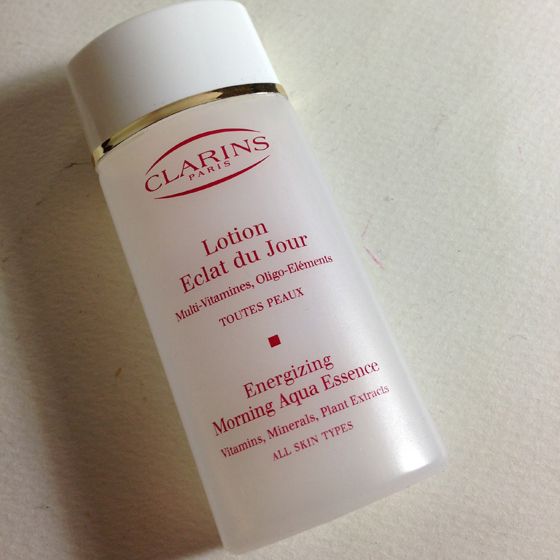 CLARINS
PARIS
Lotion
Eclat du Jour
Multi-Vitamines, Oligo-Eléments
TOUTES PEAUX
Energizing
Morning Aqua Essence
Vitamins, Minerals, Plant Extracts
ALL SKIN TYPES